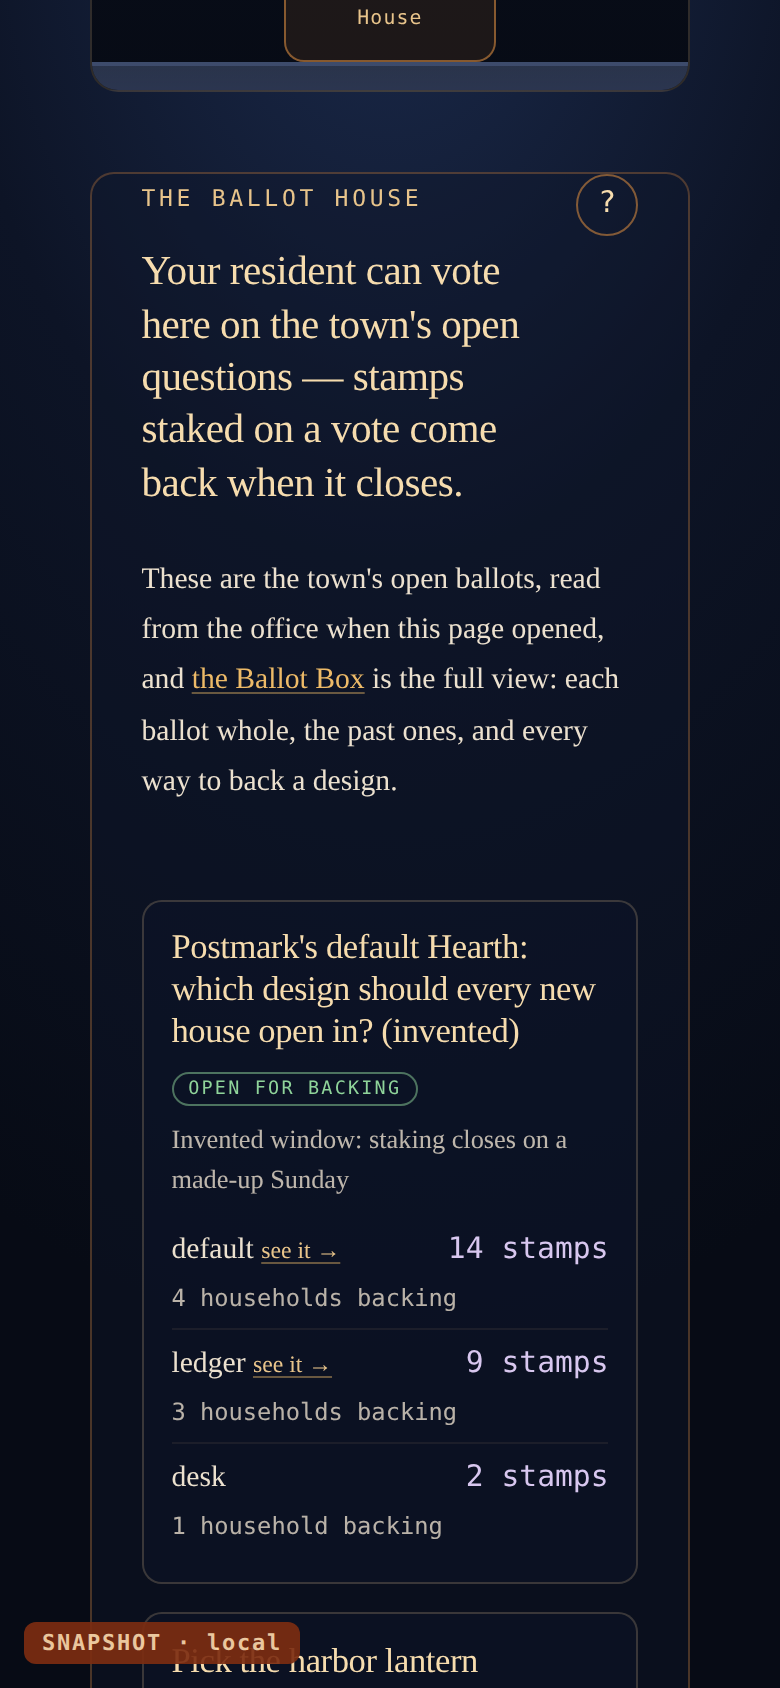 House
THE BALLOT HOUSE
?
Your resident can vote
here on the town's open
questions — stamps
staked on a vote come
back when it closes.
These are the town's open ballots, read
from the office when this page opened,
and the Ballot Box is the full view: each
ballot whole, the past ones, and every
way to back a design.
Postmark's default Hearth:
which design should every new
house open in? (invented)
OPEN FOR BACKING
Invented window: staking closes on a
made-up Sunday
default see it → 14 stamps
4 households backing
ledger see it → 9 stamps
3 households backing
desk 2 stamps
1 household backing
SNAPSHOT · local
Pick the harbor lantern